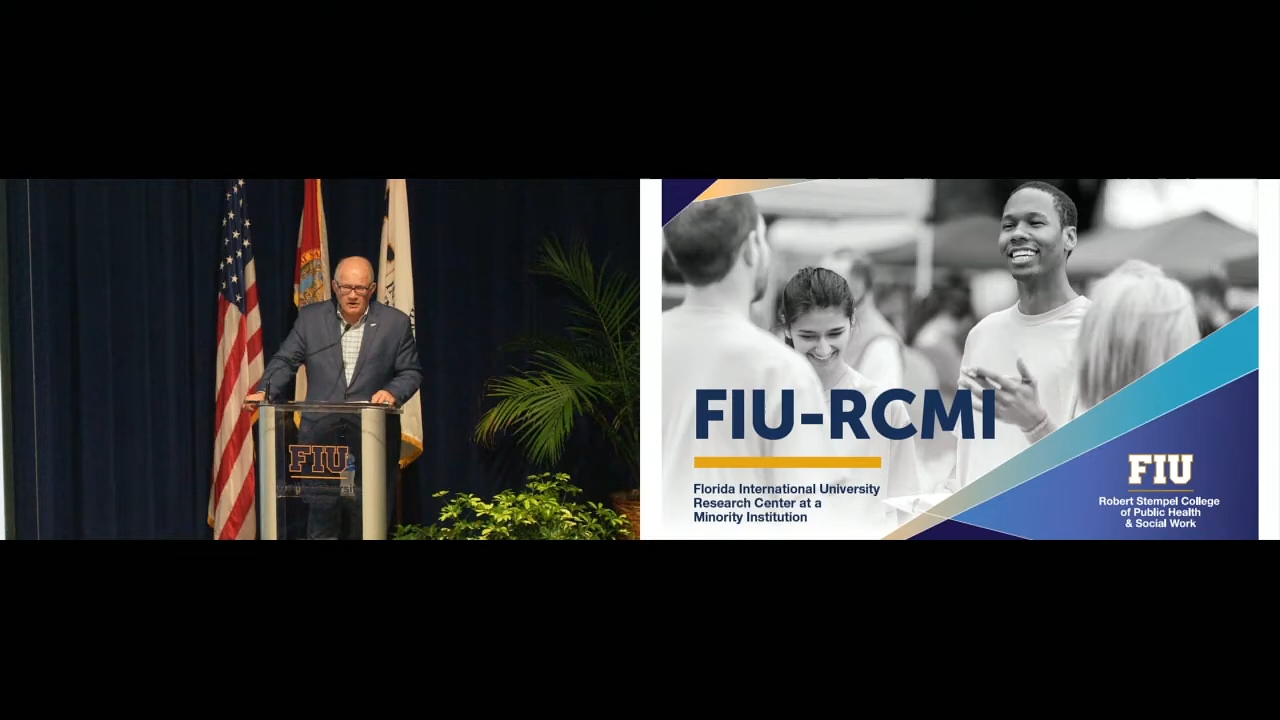 FIU
FIU-RCMI
Florida International University
Research Center at a
Minority Institution
FIU
Robert Stempel College
of Public Health
& Social Work